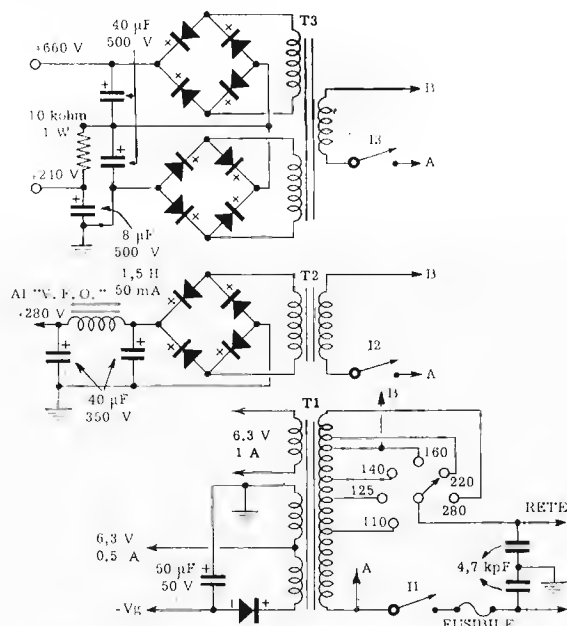 40 µF
500 V
T3
+660 V
B
10 kohm
1 W
I3
A
+210 V
8 µF
500 V
1,5 H
50 mA
T2
B
Al "V.F.O."
+280 V
I2
A
40 µF
350 V
T1
B
6.3 V
1 A
160
140
220
125
280
110
RETE
6,3 V
0.5 A
4,7 kpF
50 µF
50 V
A
I1
-Vg
FUSIBILE